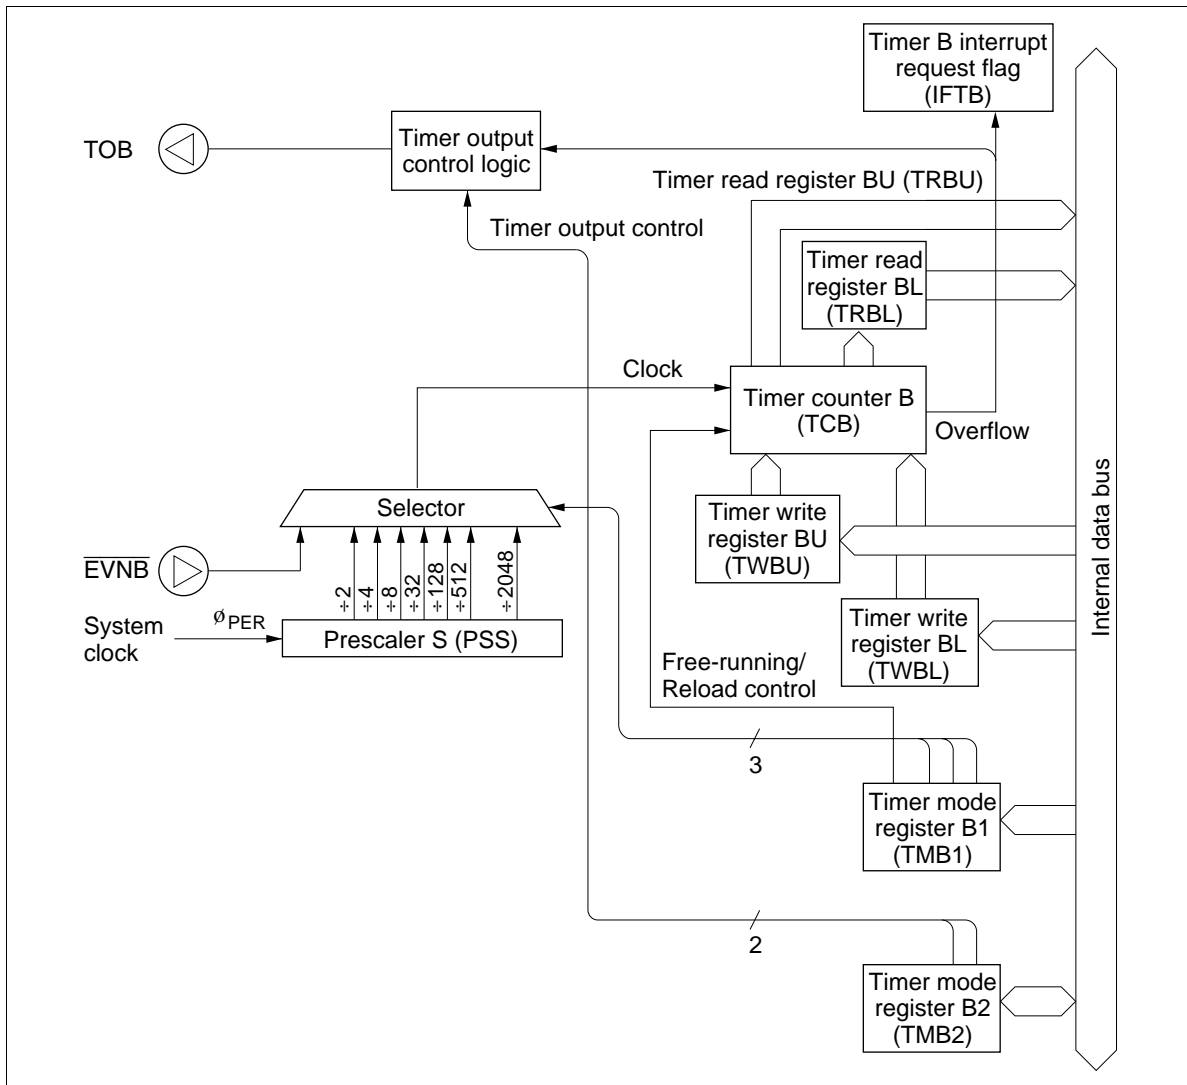 Timer B interrupt
request flag
(IFTB)
TOB
Timer output
control logic
Timer read register BU (TRBU)
Timer output control
Timer read
register BL
(TRBL)
Clock
Timer counter B
(TCB)
Overflow
Selector
Timer write
register BU
(TWBU)
EVNB
÷2
÷4
÷8
÷32
÷128
÷512
÷2048
System
clock
øPER
Prescaler S (PSS)
Timer write
register BL
(TWBL)
Internal data bus
Free-running/
Reload control
3
Timer mode
register B1
(TMB1)
2
Timer mode
register B2
(TMB2)